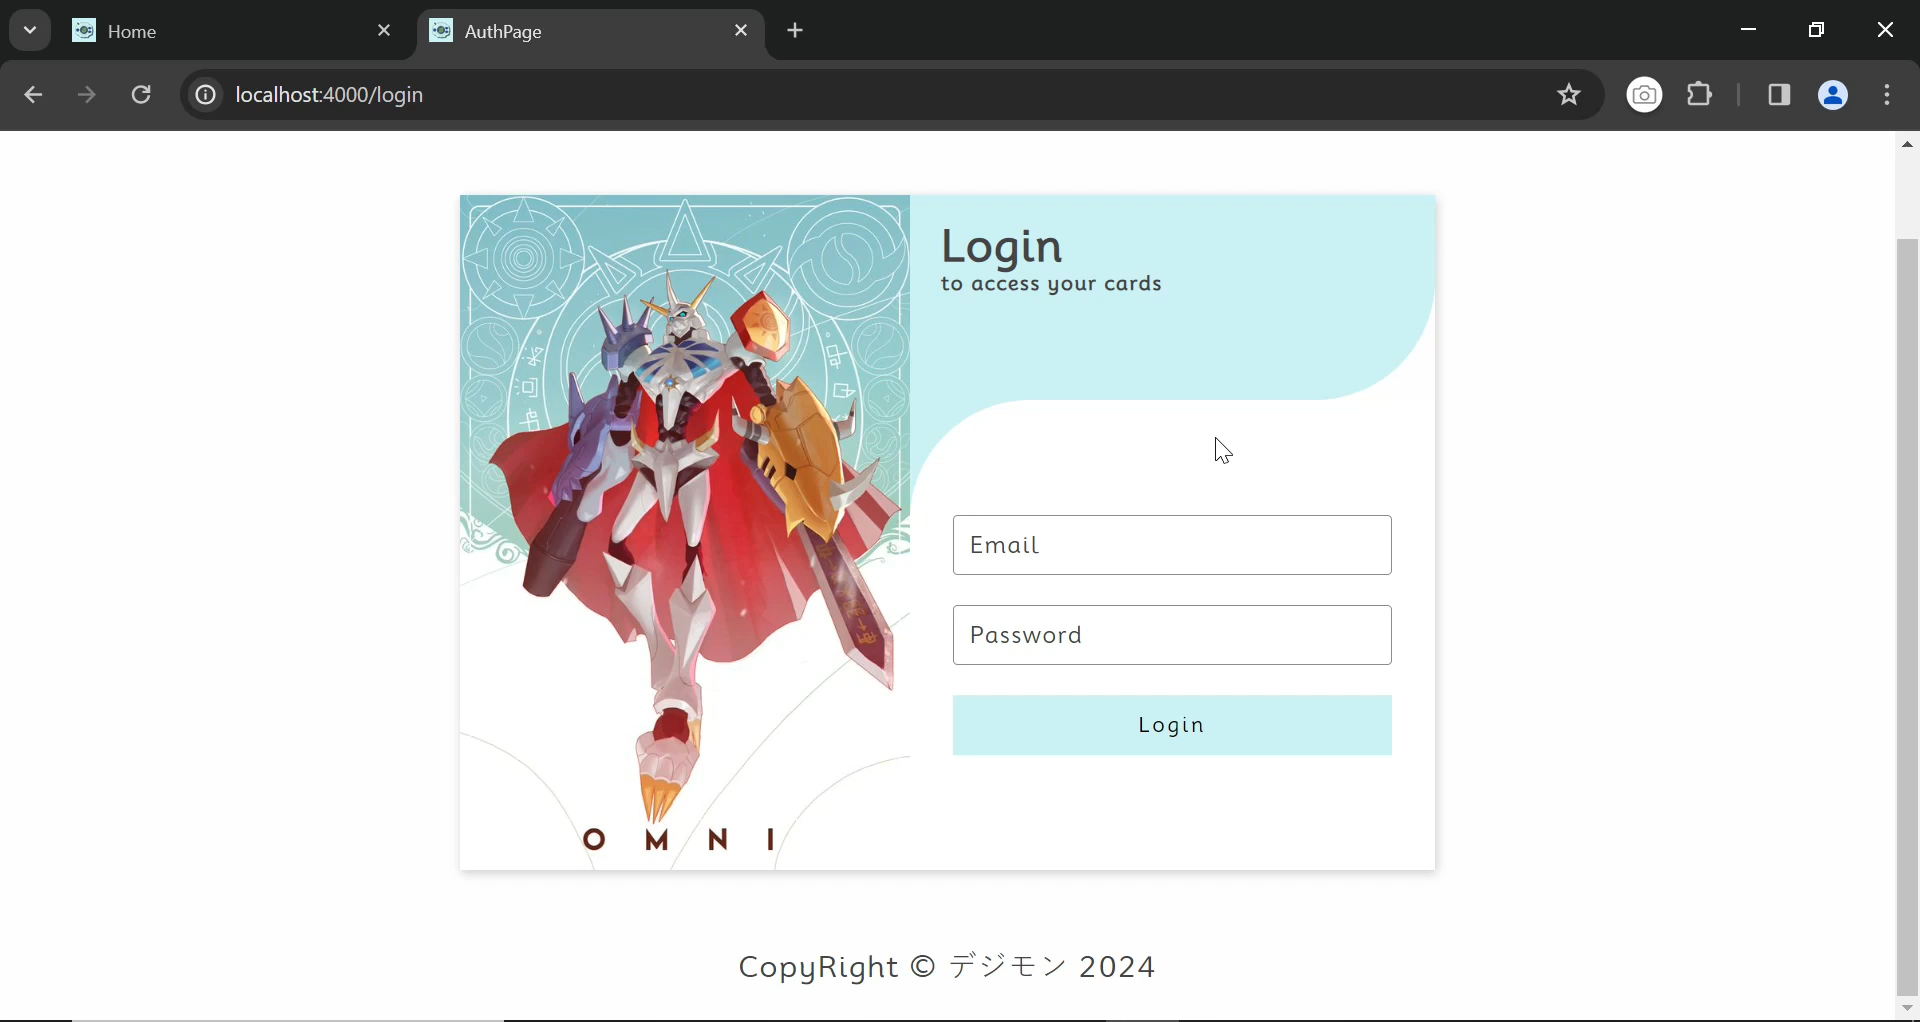 Home
AuthPage
localhost:4000/login
Login
to access your cards
Email
Password
Login
OMNI
CopyRight © デジモン 2024